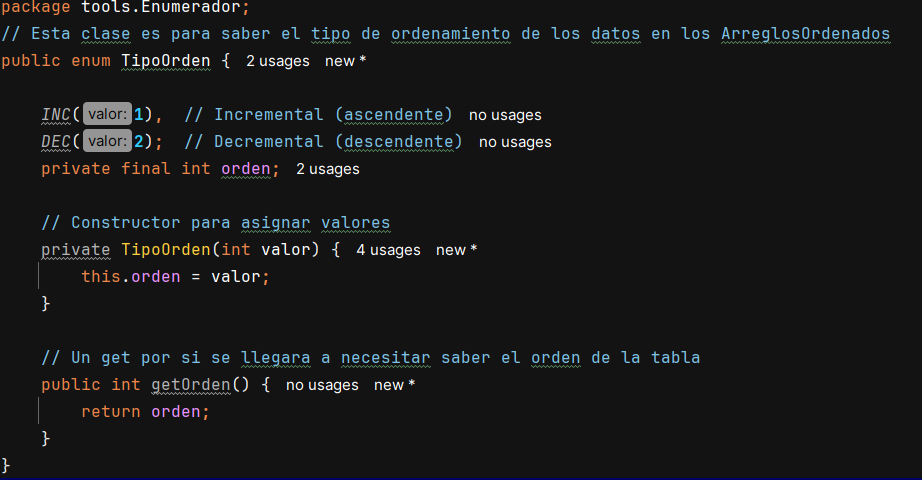 package tools.Enumerador;
// Esta clase es para saber el tipo de ordenamiento de los datos en los ArreglosOrdenados
public enum TipoOrden { 2 usages new *
INC( valor: 1), // Incremental (ascendente) no usages
DEC( valor: 2); // Decremental (descendente) no usages
private final int orden; 2 usages
// Constructor para asignar valores
private TipoOrden(int valor) { 4 usages new *
this.orden = valor;
}
// Un get por si se llegara a necesitar saber el orden de la tabla
public int getOrden() { no usages new *
return orden;
}
}